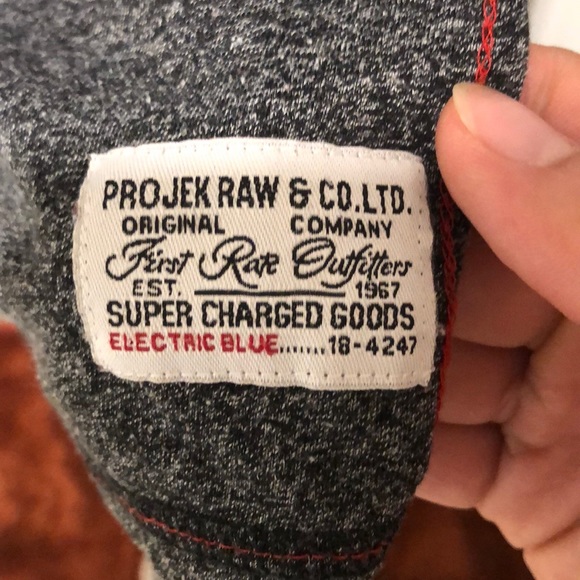 PROJEK RAW & CO.LTD.
ORIGINAL COMPANY
First Rate Outfitters
EST. 1967
SUPER CHARGED GOODS
ELECTRIC BLUE.......18-4247